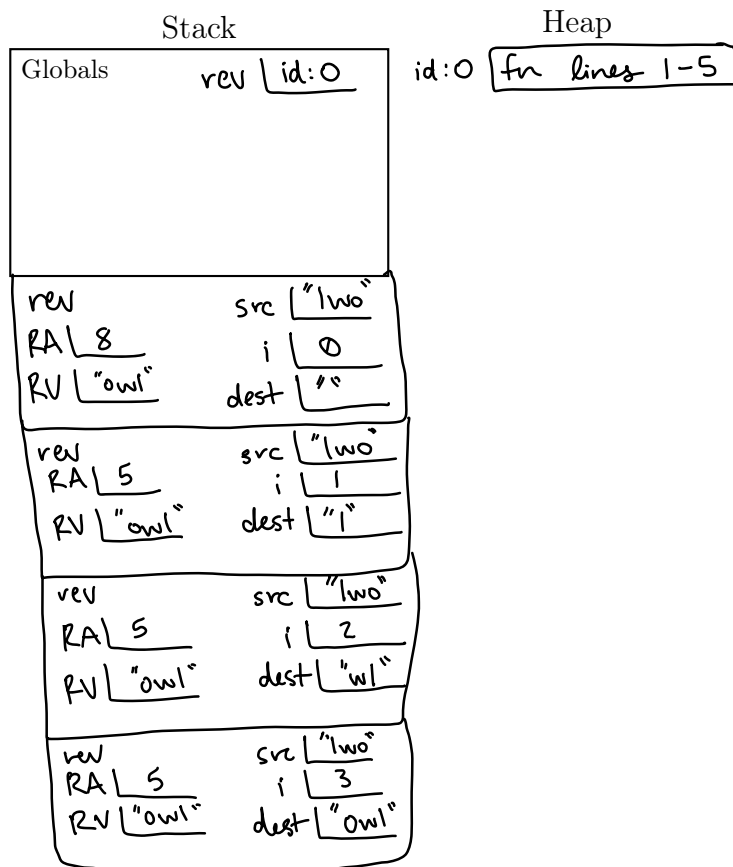 Stack Heap
Globals rev id:0 id:0 fn lines 1-5
rev src "lwo"
RA 8 i 0
RV "owl" dest ""
rev src "lwo"
RA 5 i 1
RV "owl" dest "l"
rev src "lwo"
RA 5 i 2
RV "owl" dest "wl"
rev src "lwo"
RA 5 i 3
RV "owl" dest "owl"